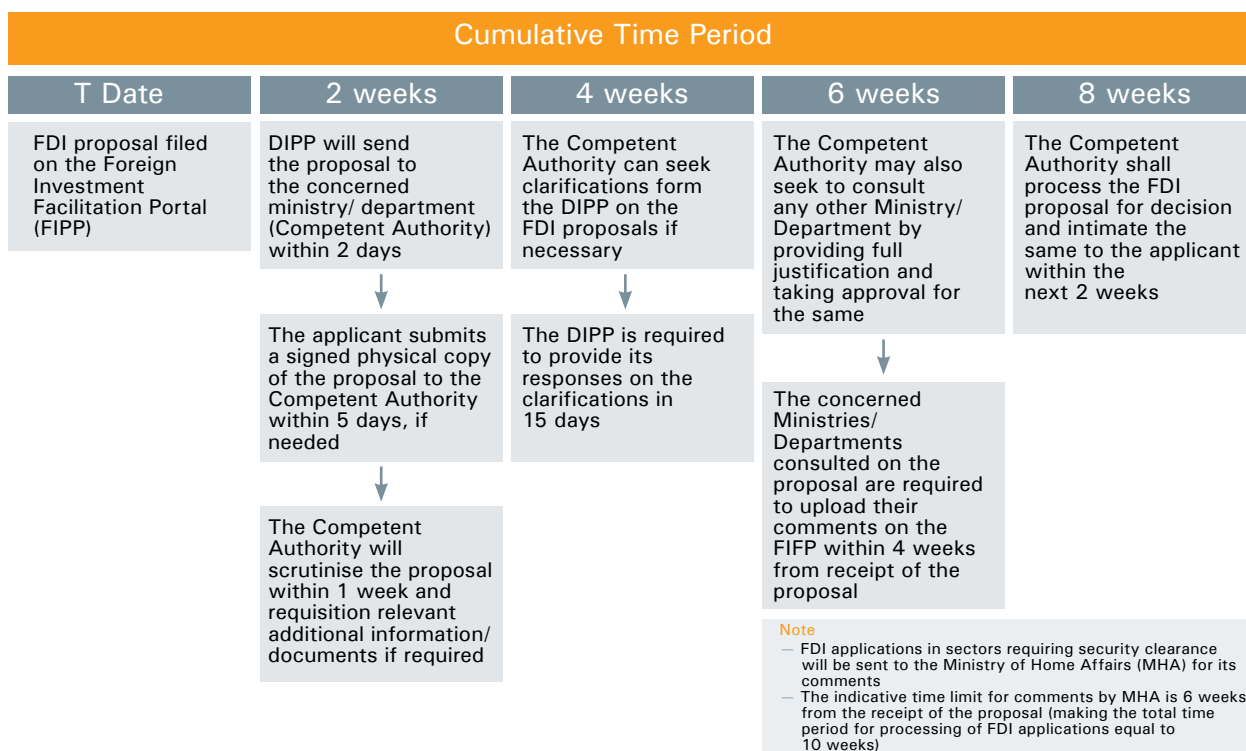 Cumulative Time Period
T Date
FDI proposal filed
on the Foreign
Investment
Facilitation Portal
(FIPP)
2 weeks
DIPP will send
the proposal to
the concerned
ministry/ department
(Competent Authority)
within 2 days
The applicant submits
a signed physical copy
of the proposal to the
Competent Authority
within 5 days, if
needed
The Competent
Authority will
scrutinise the proposal
within 1 week and
requisition relevant
additional information/
documents if required
4 weeks
The Competent
Authority can seek
clarifications form
the DIPP on the
FDI proposals if
necessary
The DIPP is required
to provide its
responses on the
clarifications in
15 days
6 weeks
The Competent
Authority may also
seek to consult
any other Ministry/
Department by
providing full
justification and
taking approval for
the same
The concerned
Ministries/
Departments
consulted on the
proposal are required
to upload their
comments on the
FIFP within 4 weeks
from receipt of the
proposal
8 weeks
The Competent
Authority shall
process the FDI
proposal for decision
and intimate the
same to the applicant
within the
next 2 weeks
Note
— FDI applications in sectors requiring security clearance
will be sent to the Ministry of Home Affairs (MHA) for its
comments
— The indicative time limit for comments by MHA is 6 weeks
from the receipt of the proposal (making the total time
period for processing of FDI applications equal to
10 weeks)